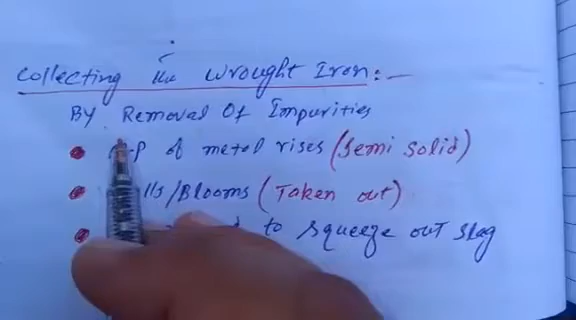 Collecting the Wrought Iron:-
By Removal Of Impurities
of metal rises (Semi Solid)
/Blooms (Taken out)
to squeeze out slag